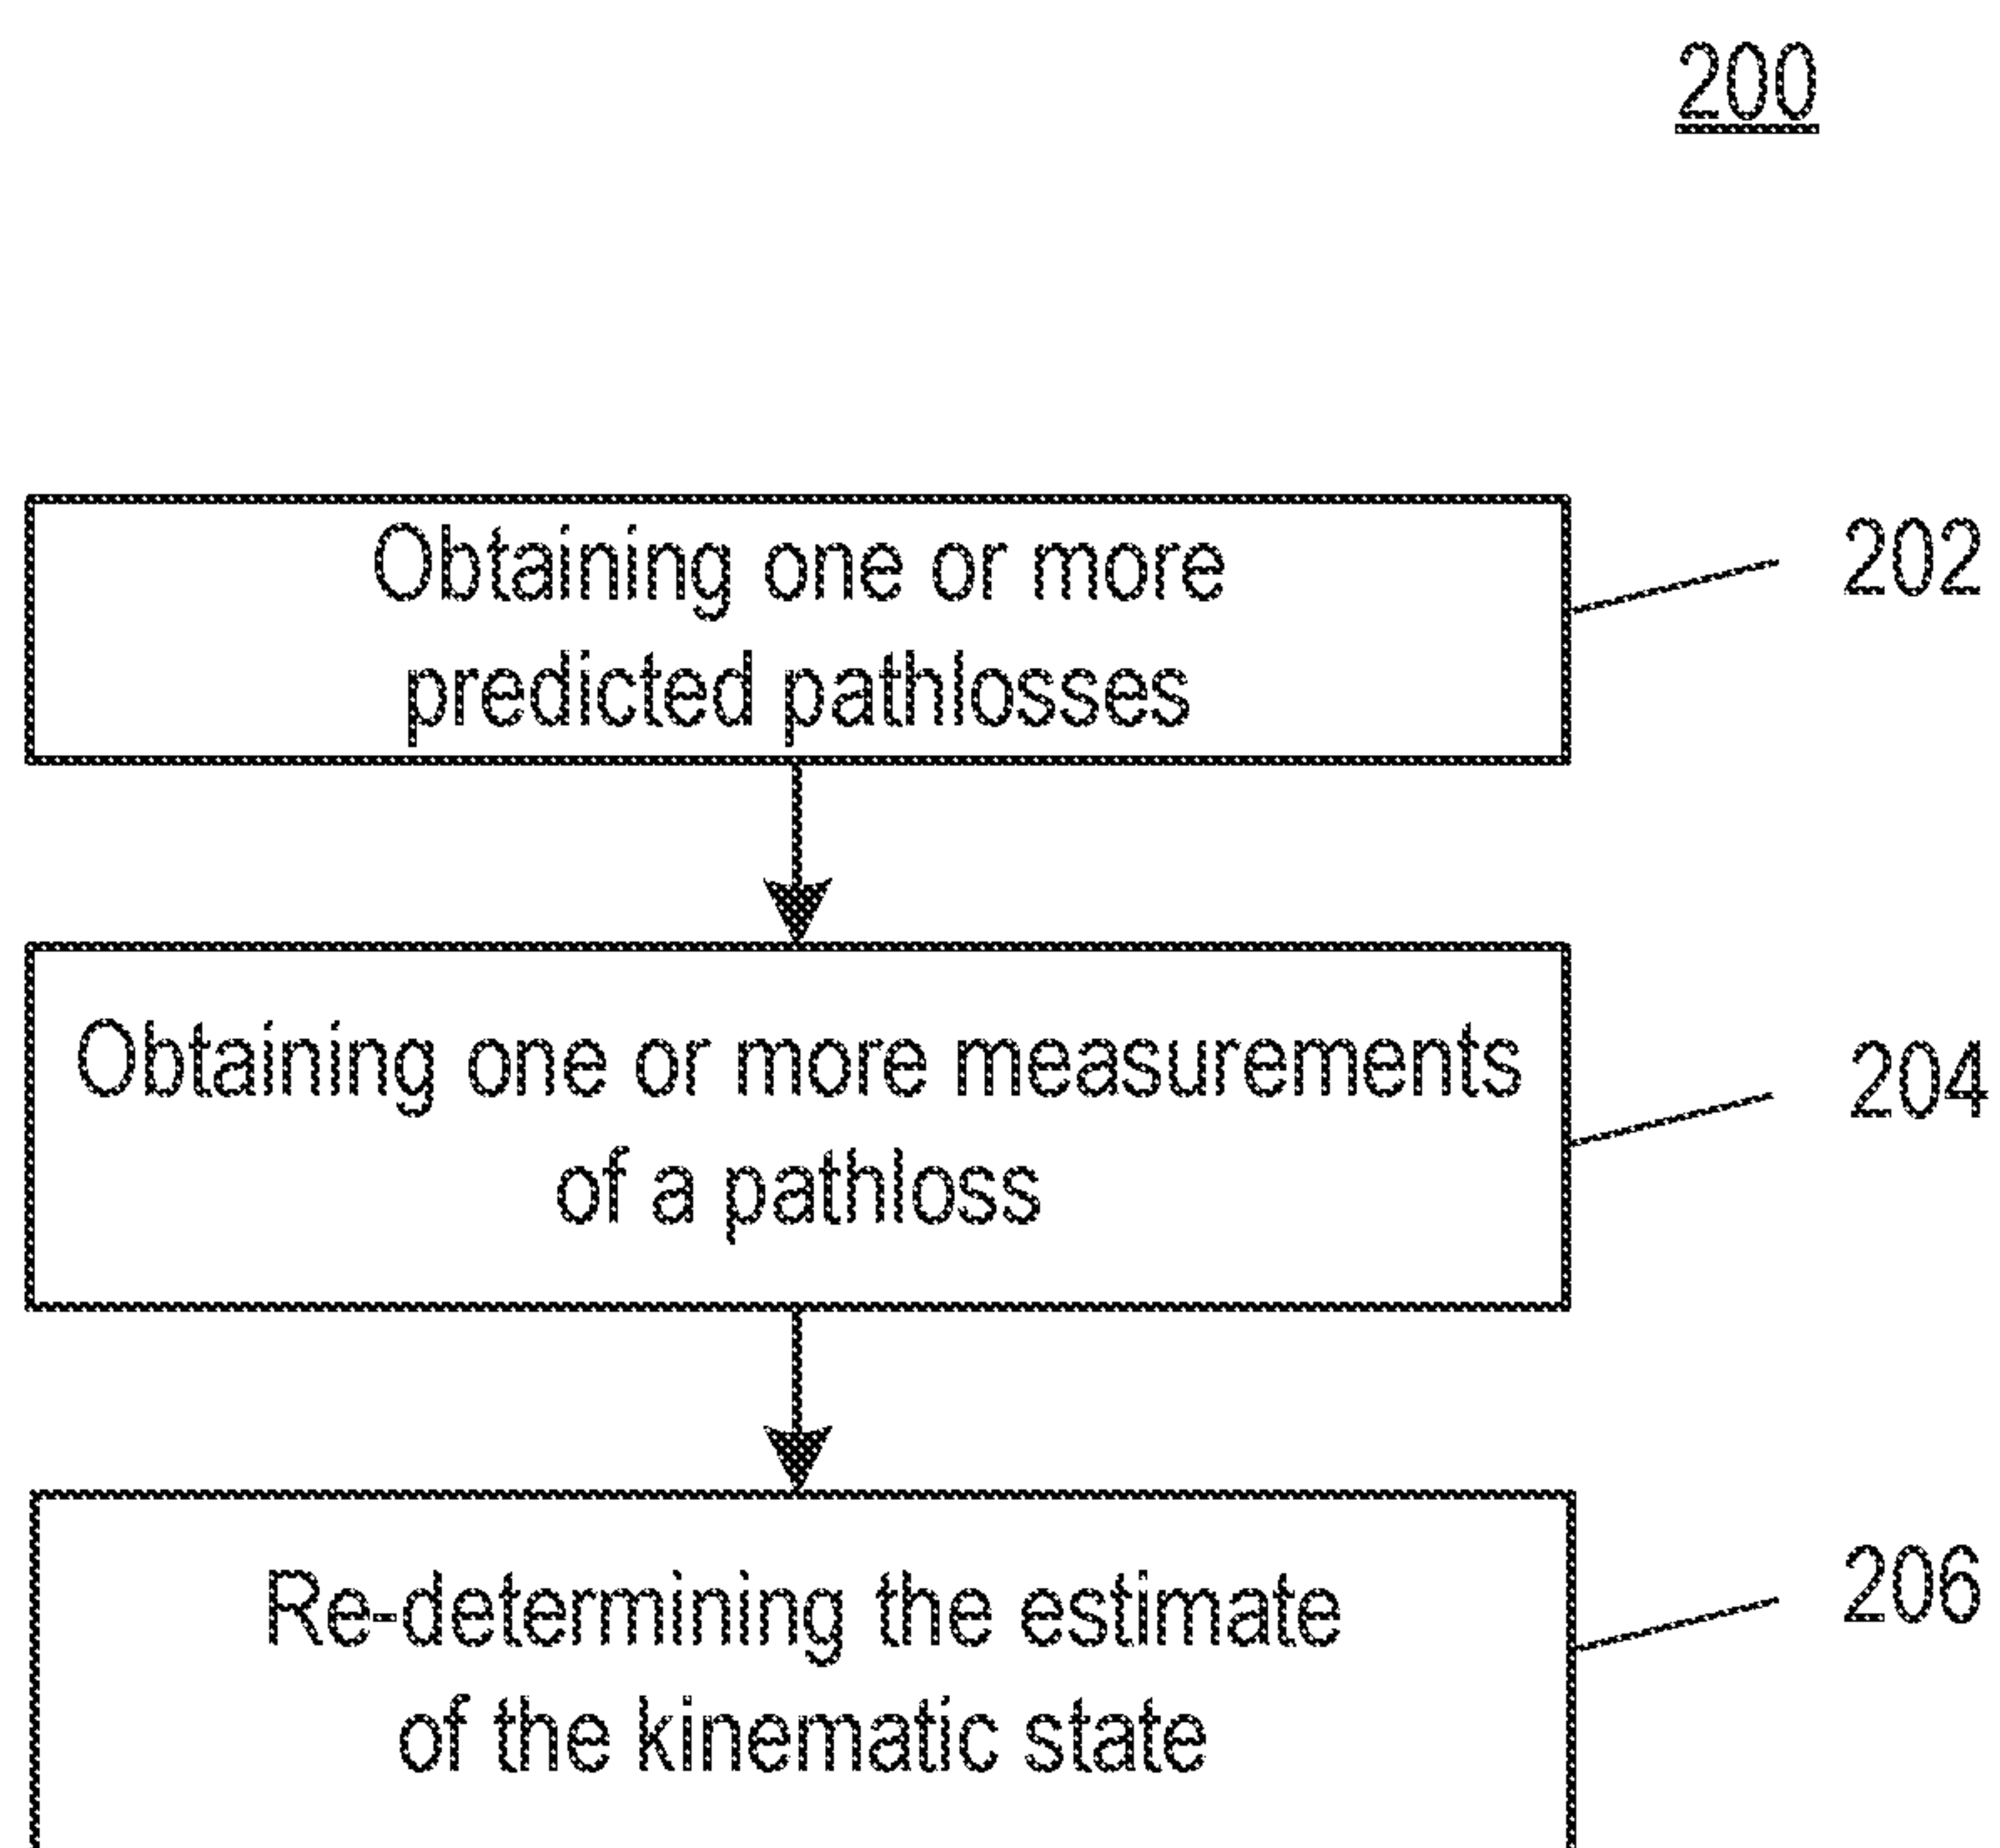 200
Obtaining one or more
predicted pathlosses
202
Obtaining one or more measurements
of a pathloss
204
Re-determining the estimate
of the kinematic state
206